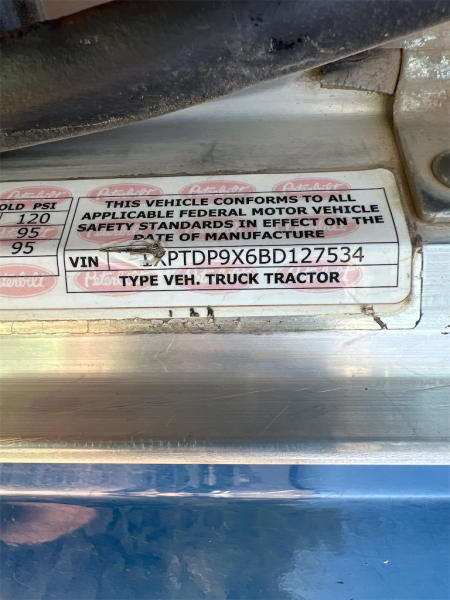 OLD PSI
120
95
95
THIS VEHICLE CONFORMS TO ALL
APPLICABLE FEDERAL MOTOR VEHICLE
SAFETY STANDARDS IN EFFECT ON THE
DATE OF MANUFACTURE
VIN 1XPTDP9X6BD127534
TYPE VEH. TRUCK TRACTOR